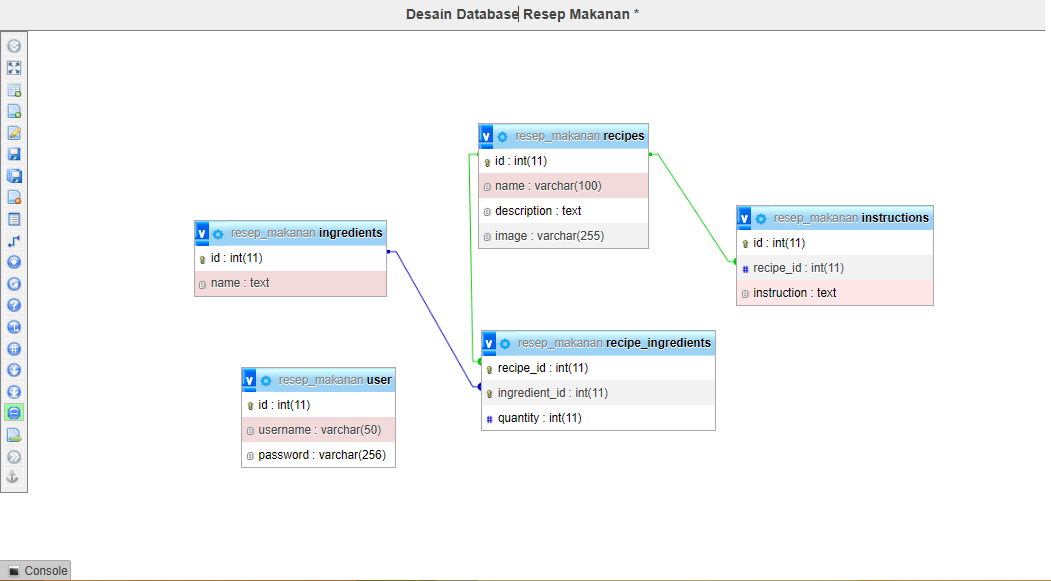 Desain Database Resep Makanan *
resep_makanan recipes
id : int(11)
name : varchar(100)
description : text
image : varchar(255)
resep_makanan instructions
id : int(11)
recipe_id : int(11)
instruction : text
resep_makanan ingredients
id : int(11)
name : text
resep_makanan recipe_ingredients
recipe_id : int(11)
ingredient_id : int(11)
quantity : int(11)
resep_makanan user
id : int(11)
username : varchar(50)
password : varchar(256)
Console